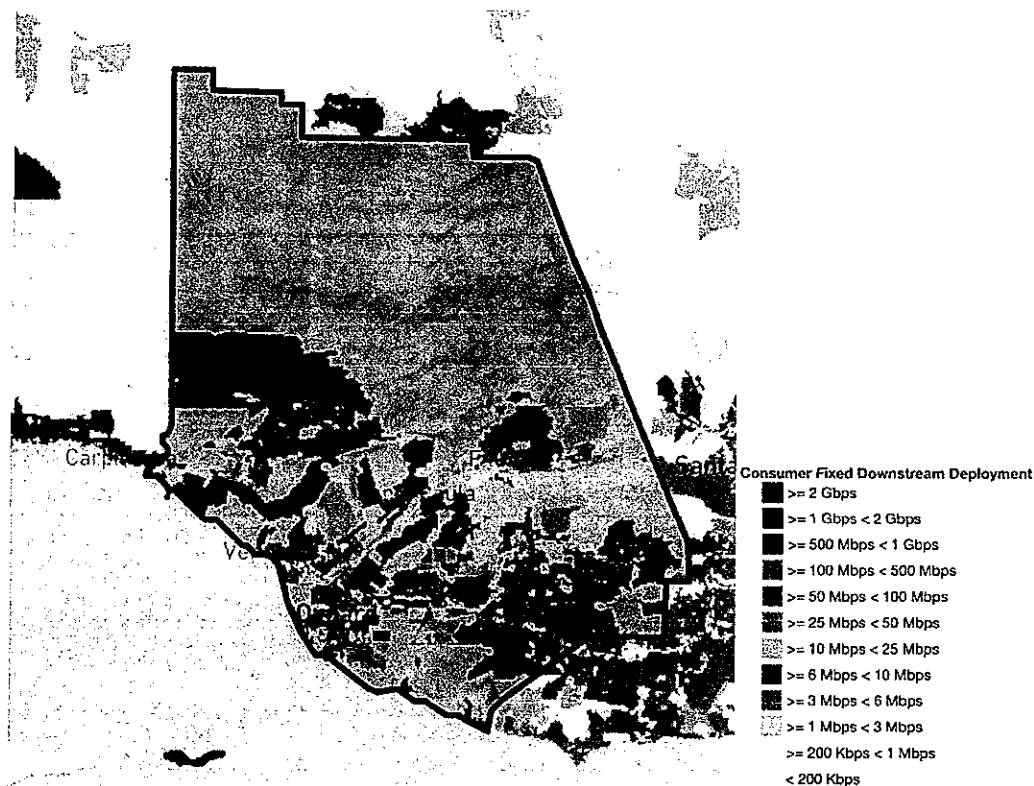 Consumer Fixed Downstream Deployment
>= 2 Gbps
>= 1 Gbps < 2 Gbps
>= 500 Mbps < 1 Gbps
>= 100 Mbps < 500 Mbps
>= 50 Mbps < 100 Mbps
>= 25 Mbps < 50 Mbps
>= 10 Mbps < 25 Mbps
>= 6 Mbps < 10 Mbps
>= 3 Mbps < 6 Mbps
>= 1 Mbps < 3 Mbps
>= 200 Kbps < 1 Mbps
< 200 Kbps